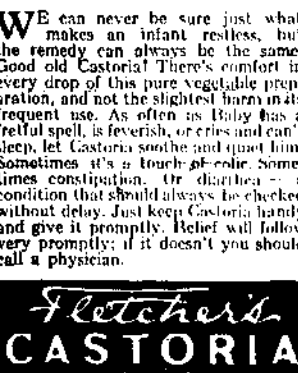 WE can never be sure just what
makes an infant restless, but
the remedy can always be the same
Good old Castoria! There's comfort in
every drop of this pure vegetable prep-
aration, and not the slightest harm in its
frequent use. As often as Baby has a
fretful spell, is feverish, or cries and can't
sleep, let Castoria soothe and quiet him.
Sometimes it's a touch of colic. Some-
times constipation. Or diarrhea — a
condition that should always be checked
without delay. Just keep Castoria handy
and give it promptly. Relief will follow
very promptly; if it doesn't you should
call a physician.
Fletcher's
CASTORIA